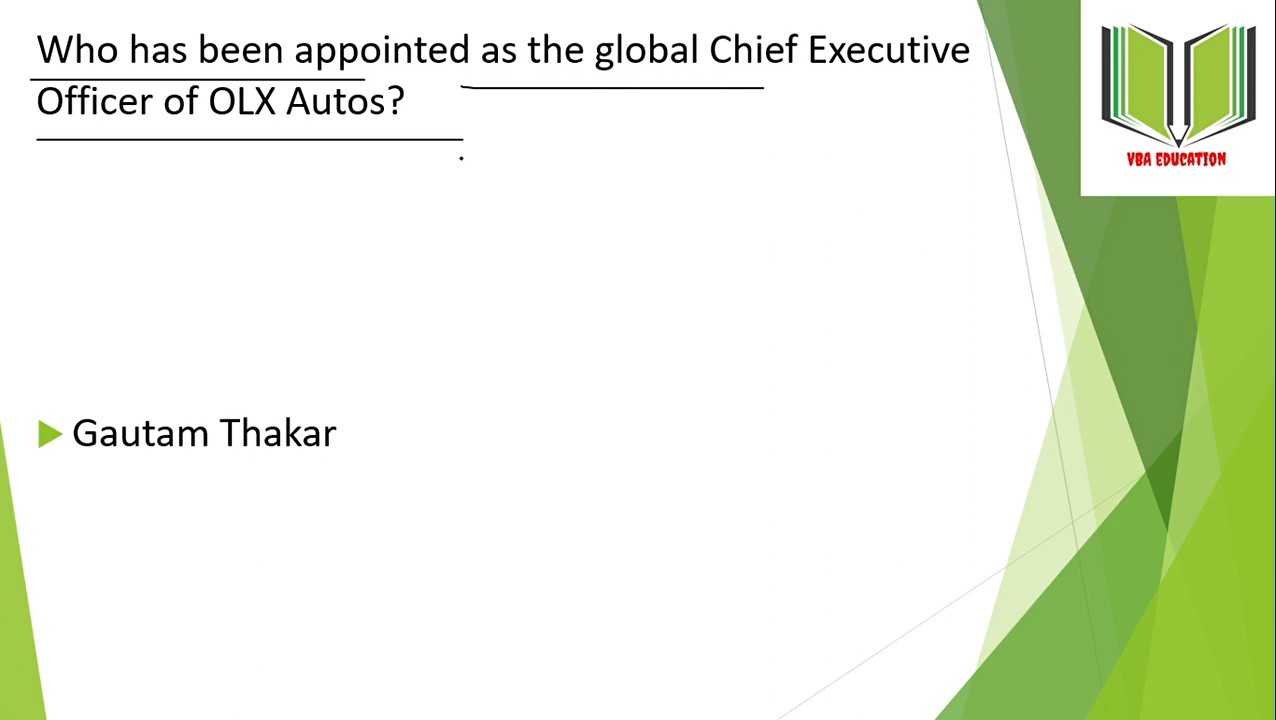 Who has been appointed as the global Chief Executive
Officer of OLX Autos?
VBA EDUCATION
Gautam Thakar